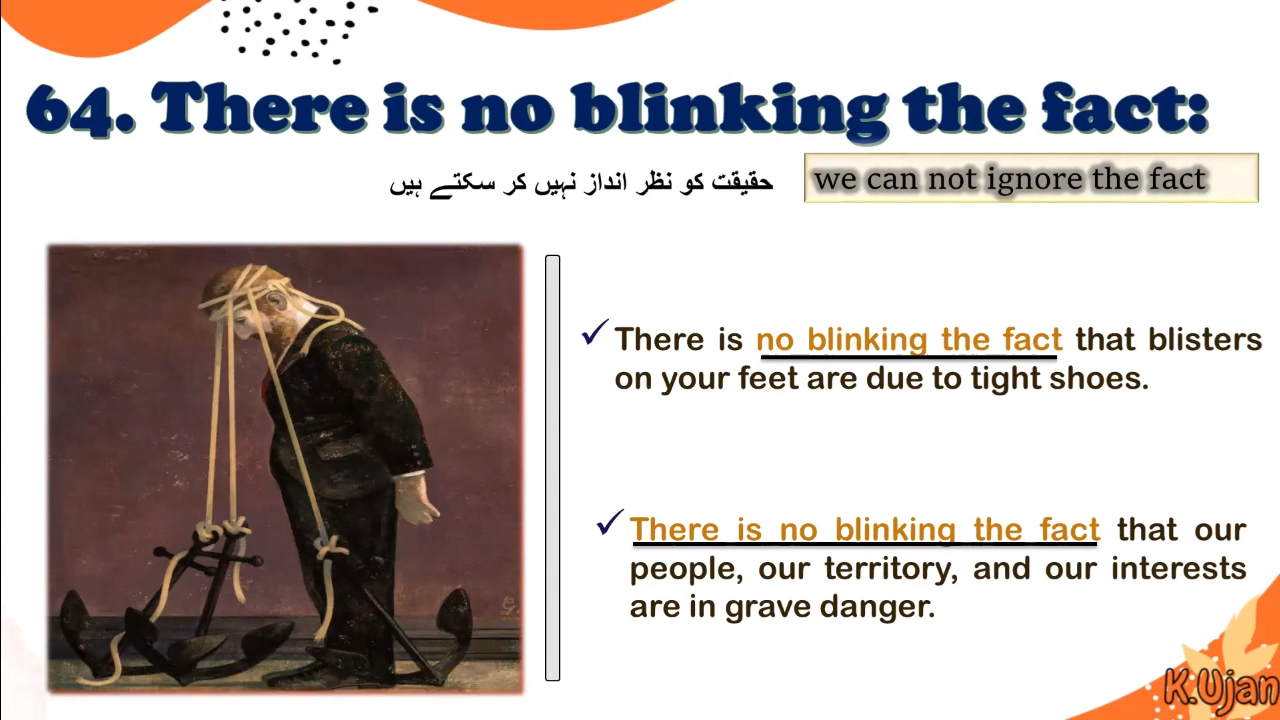 64. There is no blinking the fact:
حقیقت کو نظر انداز نہیں کر سکتے ہیں
we can not ignore the fact
There is no blinking the fact that blisters
on your feet are due to tight shoes.
There is no blinking the fact that our
people, our territory, and our interests
are in grave danger.
K.Ujan